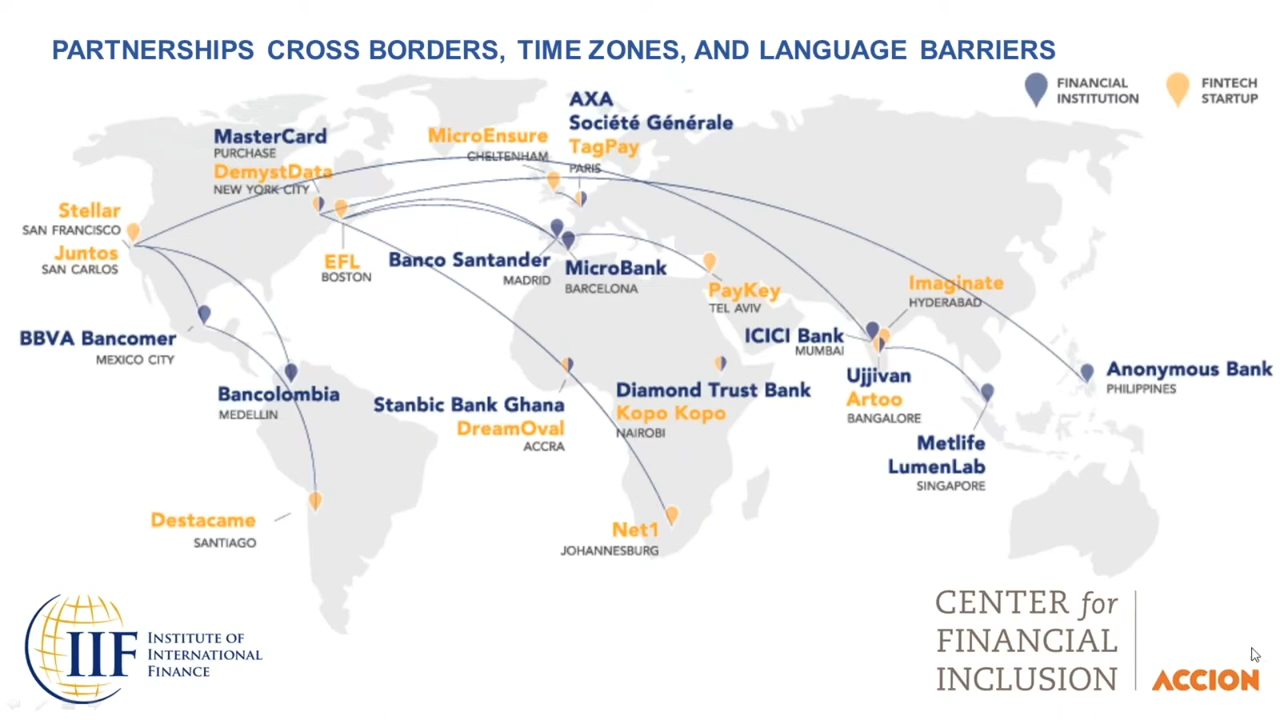 PARTNERSHIPS CROSS BORDERS, TIME ZONES, AND LANGUAGE BARRIERS
FINANCIAL
INSTITUTION
FINTECH
STARTUP
AXA
Société Générale
TagPay
PARIS
MicroEnsure
CHELTENHAM
MasterCard
PURCHASE
DemystData
NEW YORK CITY
Stellar
SAN FRANCISCO
Juntos
SAN CARLOS
EFL
BOSTON
Banco Santander
MADRID
MicroBank
BARCELONA
PayKey
TEL AVIV
Imaginate
HYDERABAD
BBVA Bancomer
MEXICO CITY
ICICI Bank
MUMBAI
Bancolombia
MEDELLIN
Stanbic Bank Ghana
DreamOval
ACCRA
Diamond Trust Bank
Kopo Kopo
NAIROBI
Ujjivan
Artoo
BANGALORE
Anonymous Bank
PHILIPPINES
Metlife
LumenLab
SINGAPORE
Destacame
SANTIAGO
Net1
JOHANNESBURG
IIF
INSTITUTE OF
INTERNATIONAL
FINANCE
CENTER for
FINANCIAL
INCLUSION
ACCION